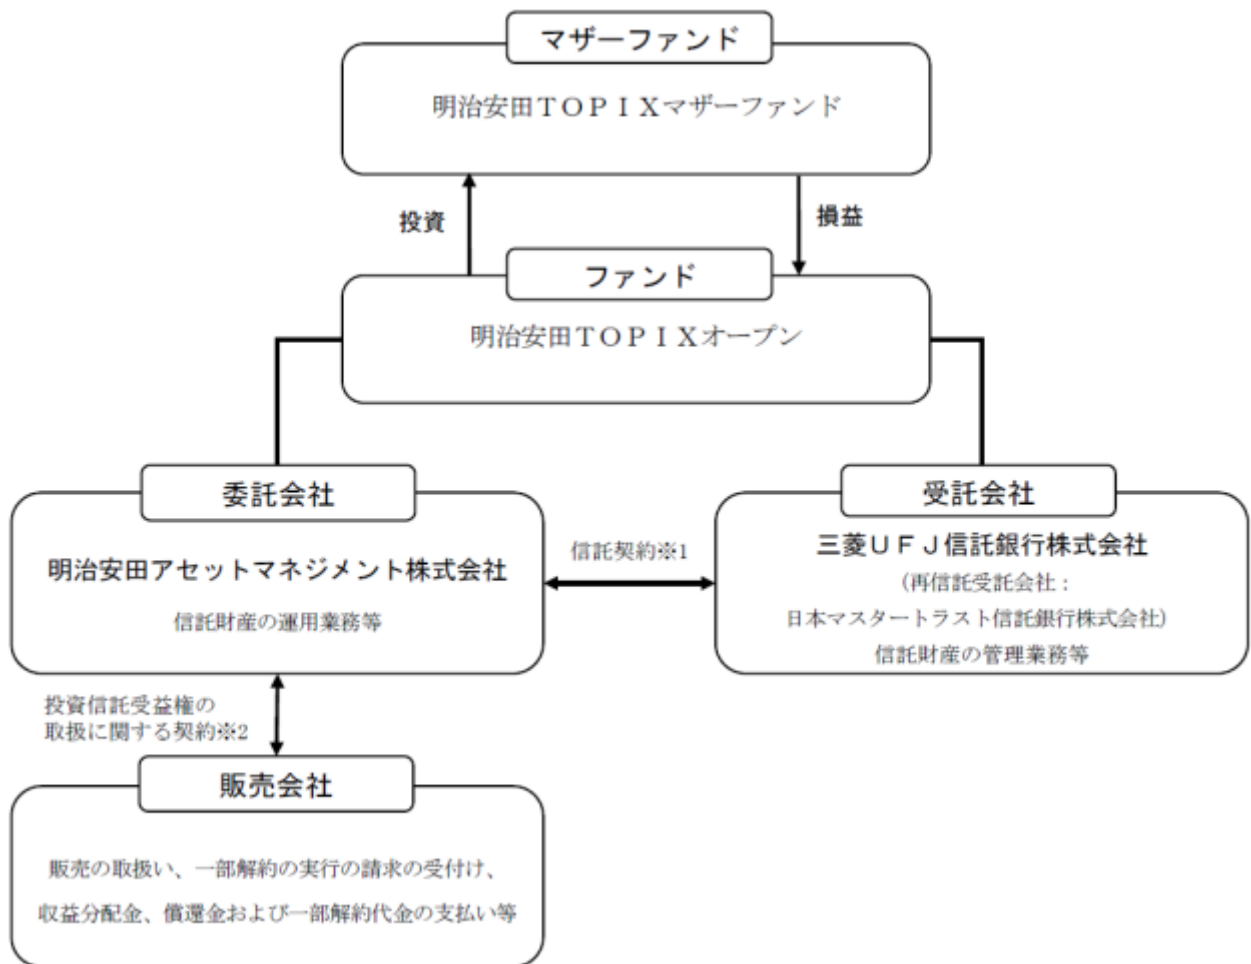 マザーファンド
明治安田ＴＯＰＩＸマザーファンド
投資
損益
ファンド
明治安田ＴＯＰＩＸオープン
委託会社
明治安田アセットマネジメント株式会社
信託財産の運用業務等
信託契約※1
受託会社
三菱ＵＦＪ信託銀行株式会社
（再信託受託会社：
日本マスタートラスト信託銀行株式会社）
信託財産の管理業務等
投資信託受益権の
取扱に関する契約※2
販売会社
販売の取扱い、一部解約の実行の請求の受付け、
収益分配金、償還金および一部解約代金の支払い等